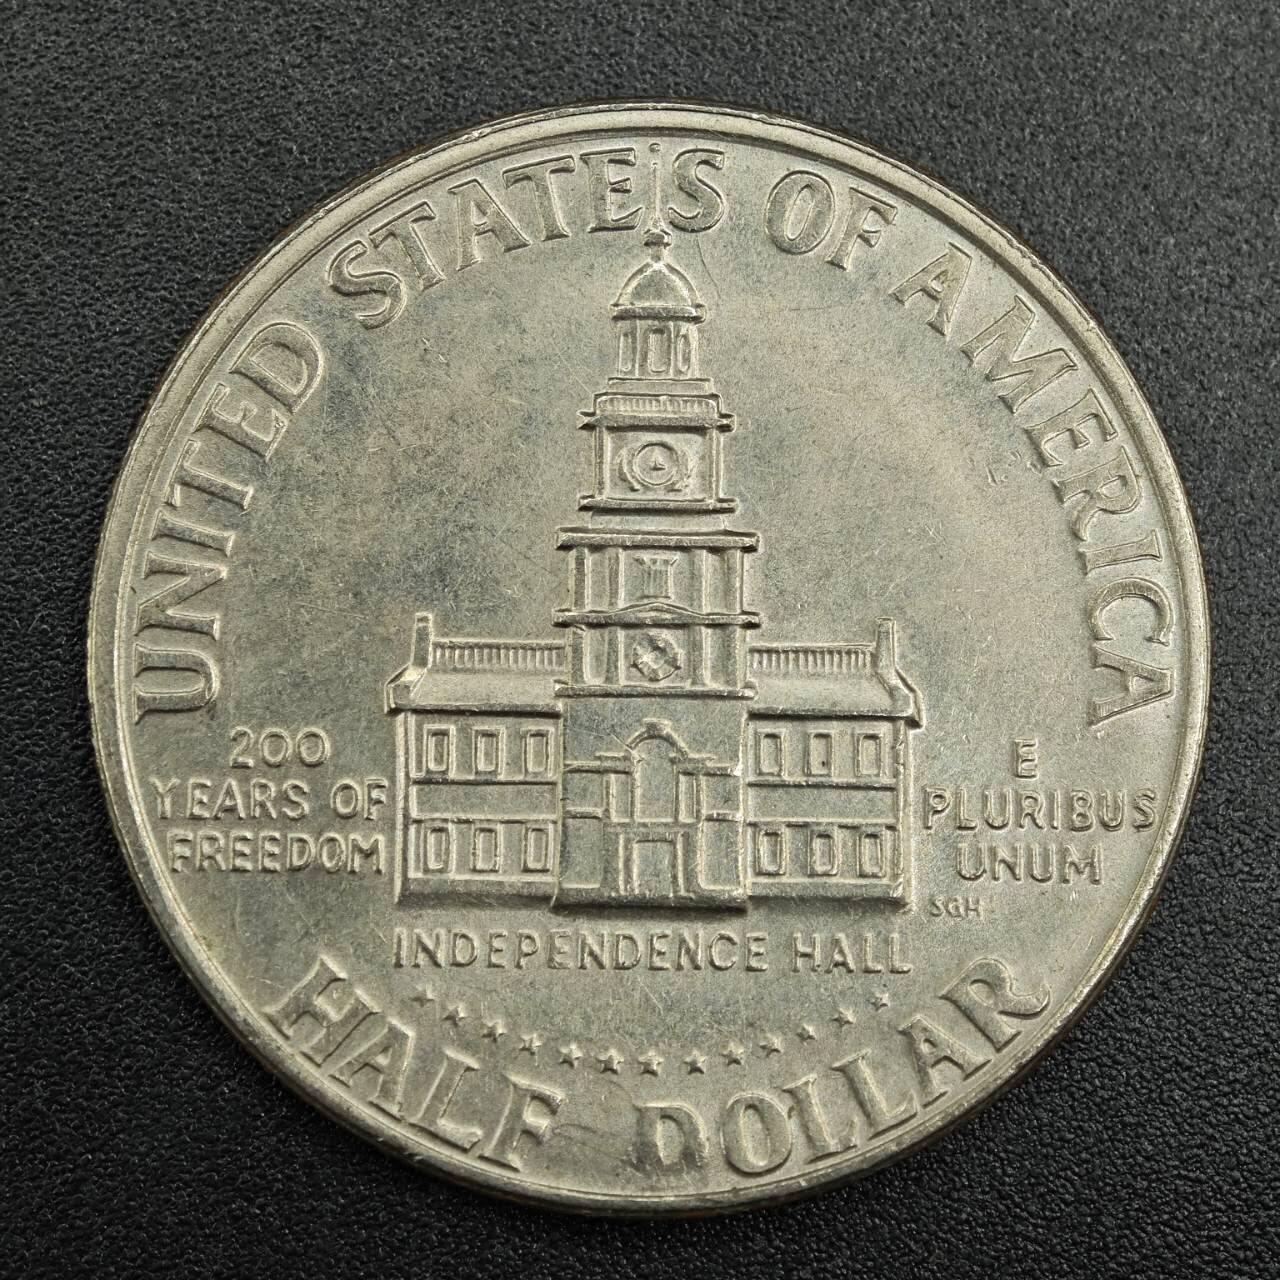 UNITED STATES OF AMERICA
200
YEARS OF
FREEDOM
E
PLURIBUS
UNUM
SGH
INDEPENDENCE HALL
HALF DOLLAR